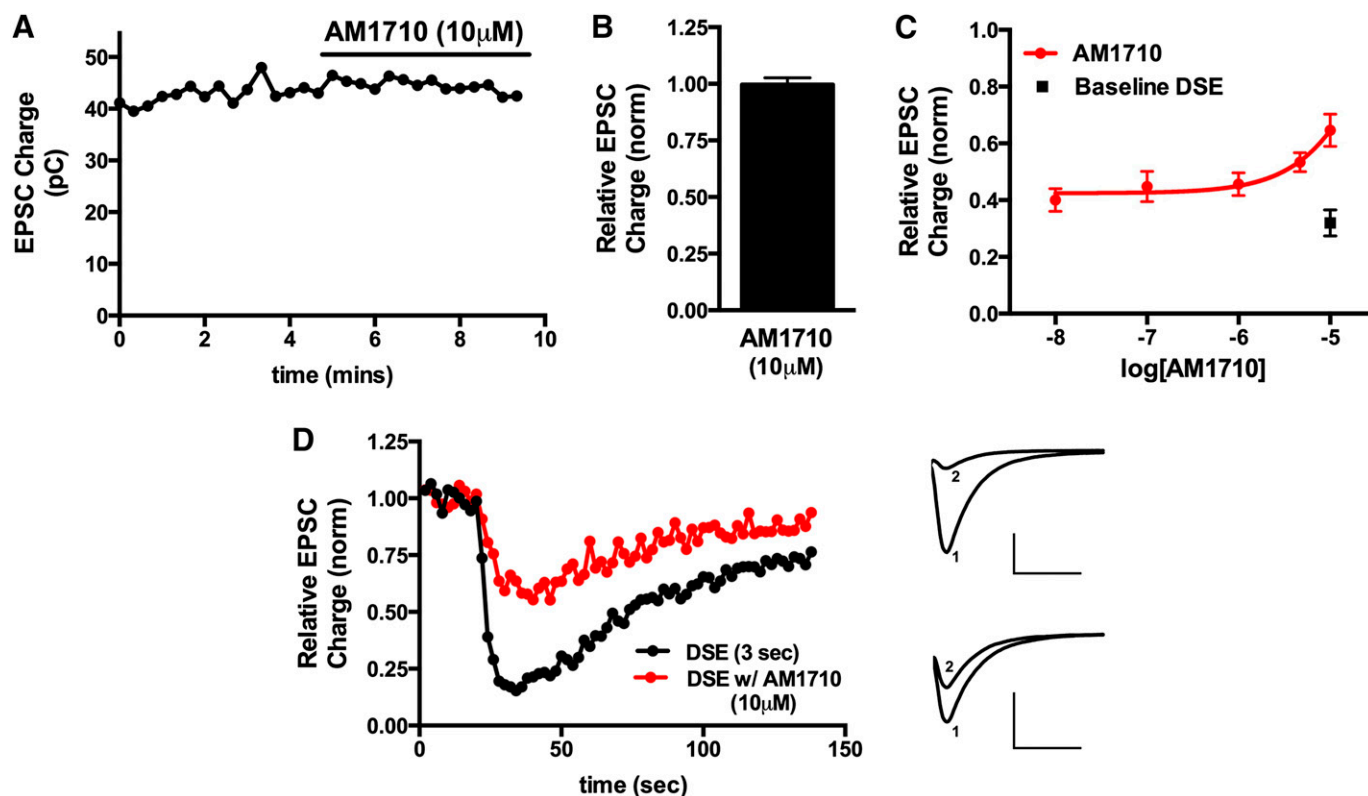 A
AM1710 (10μM)
EPSC Charge
(pC)
50
40
30
20
10
0
0 2 4 6 8 10
time (mins)
B
Relative EPSC
Charge (norm)
1.25
1.00
0.75
0.50
0.25
0.00
AM1710
(10μM)
C
AM1710
Baseline DSE
Relative EPSC
Charge (norm)
1.0
0.8
0.6
0.4
0.2
0.0
-8 -7 -6 -5
log[AM1710]
D
Relative EPSC
Charge (norm)
1.25
1.00
0.75
0.50
0.25
0.00
DSE (3 sec)
DSE w/ AM1710
(10μM)
0 50 100 150
time (sec)
2
1
2
1